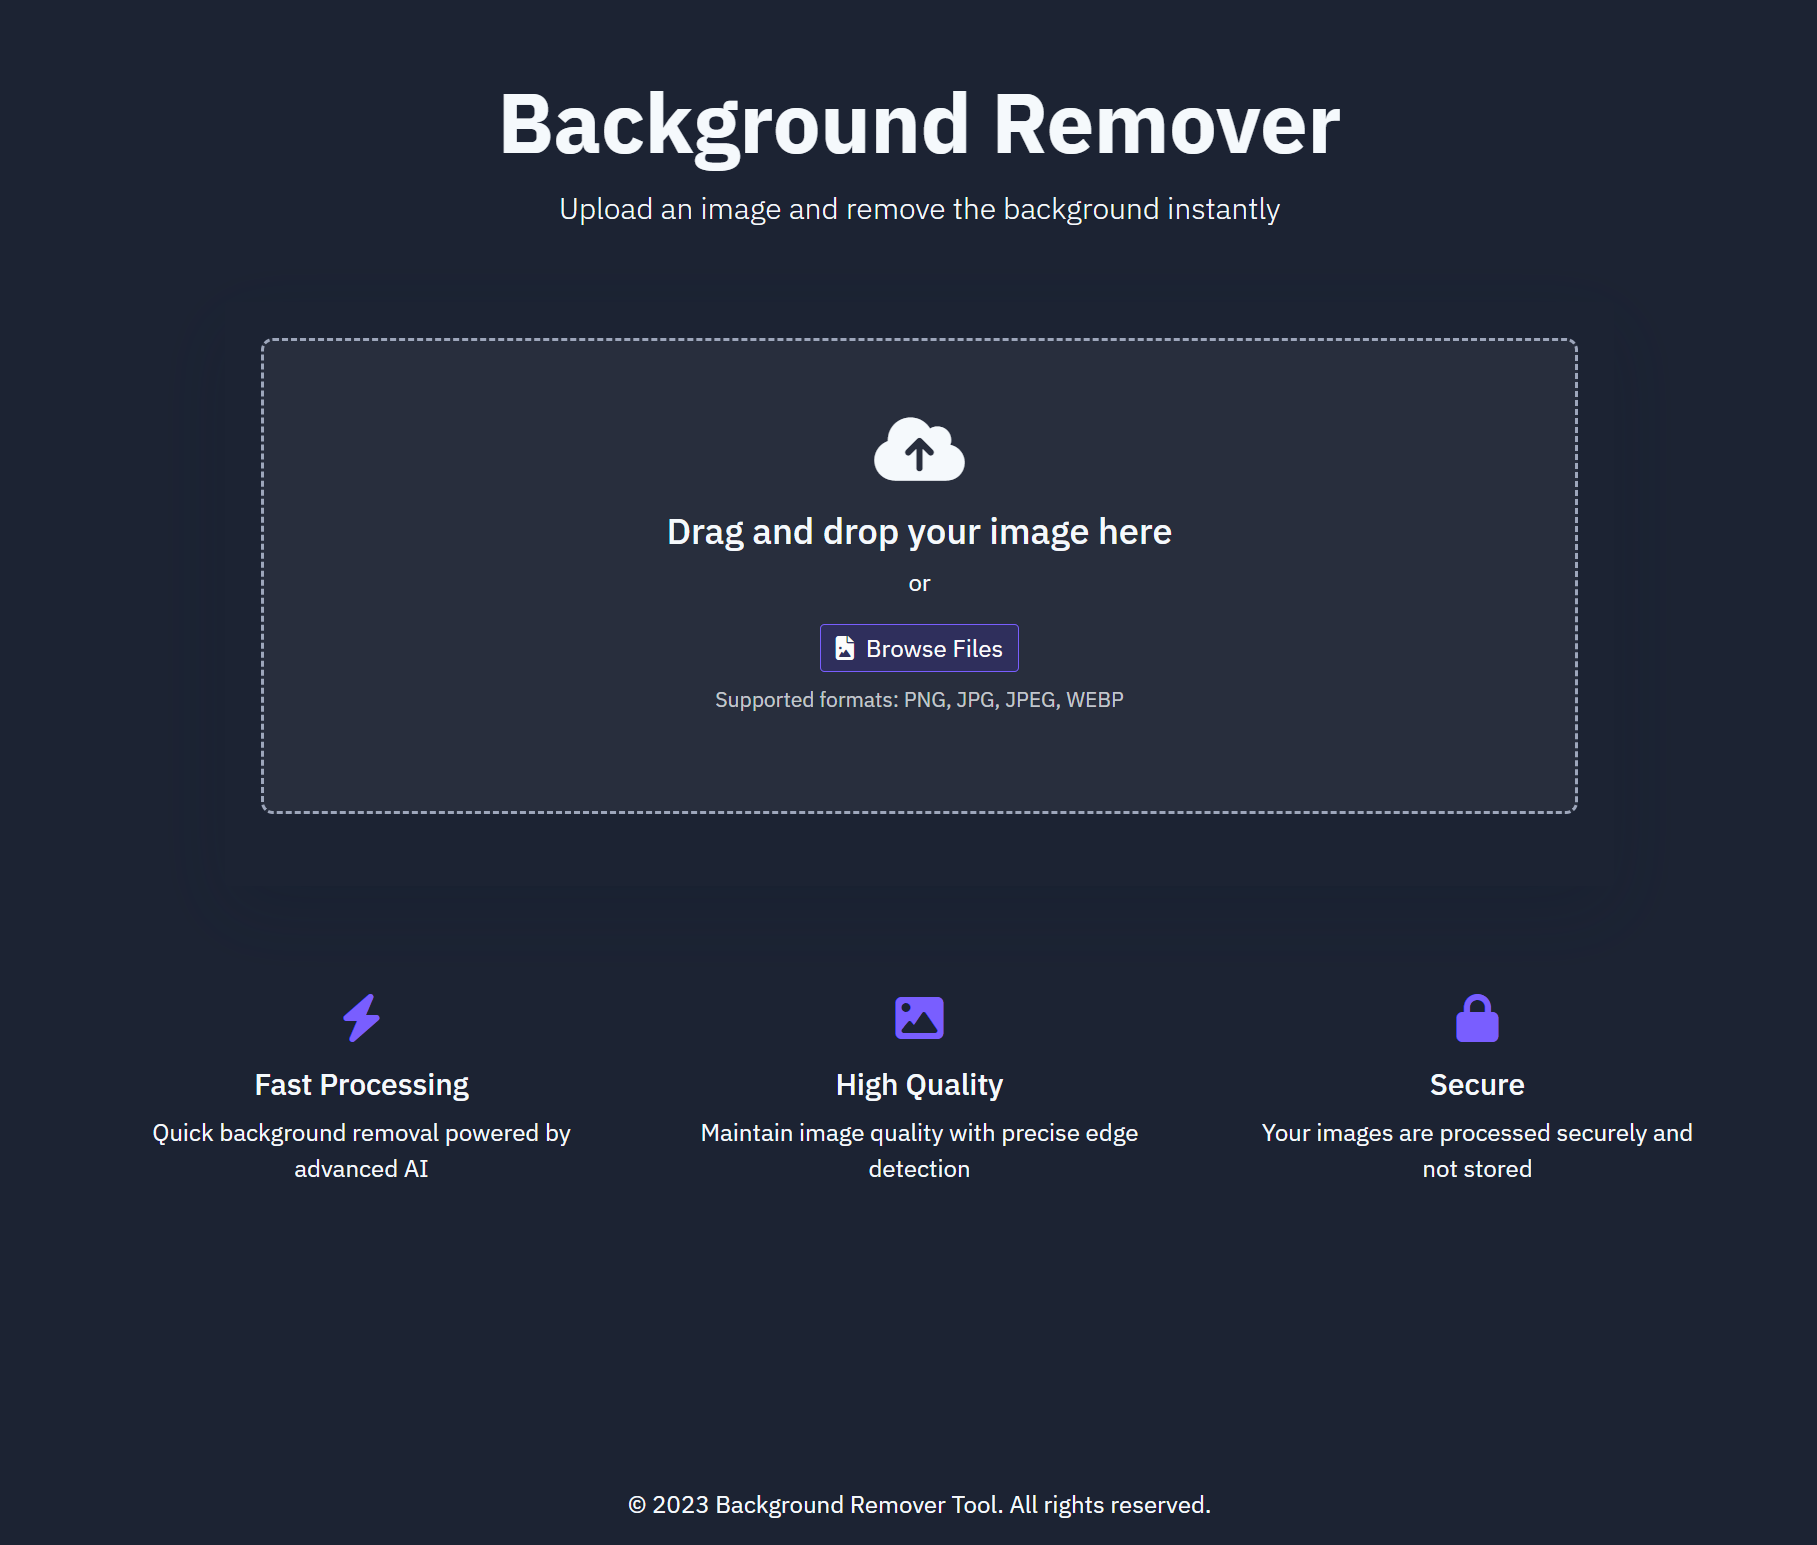 Background Remover
Upload an image and remove the background instantly
Drag and drop your image here
or
Browse Files
Supported formats: PNG, JPG, JPEG, WEBP
Fast Processing
Quick background removal powered by
advanced AI
High Quality
Maintain image quality with precise edge
detection
Secure
Your images are processed securely and
not stored
© 2023 Background Remover Tool. All rights reserved.